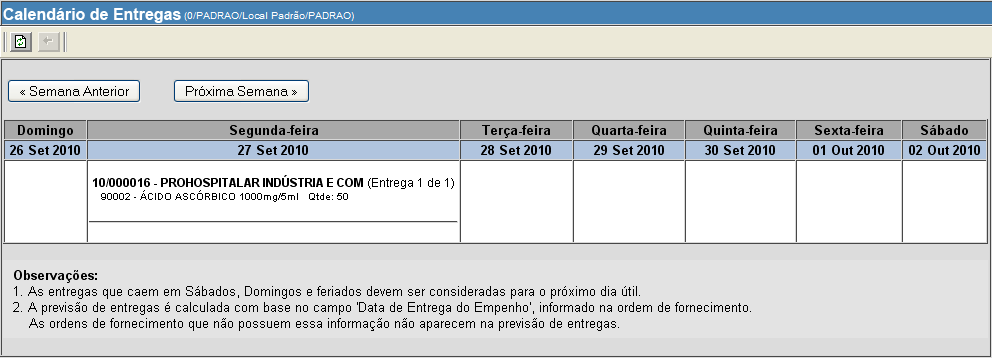 Calendário de Entregas (0/PADRAO/Local Padrão/PADRAO)
« Semana Anterior Próxima Semana »
Domingo Segunda-feira Terça-feira Quarta-feira Quinta-feira Sexta-feira Sábado
26 Set 2010 27 Set 2010 28 Set 2010 29 Set 2010 30 Set 2010 01 Out 2010 02 Out 2010
10/000016 - PROHOSPITALAR INDÚSTRIA E COM (Entrega 1 de 1)
90002 - ÁCIDO ASCÓRBICO 1000mg/5ml Qtde: 50
Observações:
1. As entregas que caem em Sábados, Domingos e feriados devem ser consideradas para o próximo dia útil.
2. A previsão de entregas é calculada com base no campo 'Data de Entrega do Empenho', informado na ordem de fornecimento.
As ordens de fornecimento que não possuem essa informação não aparecem na previsão de entregas.